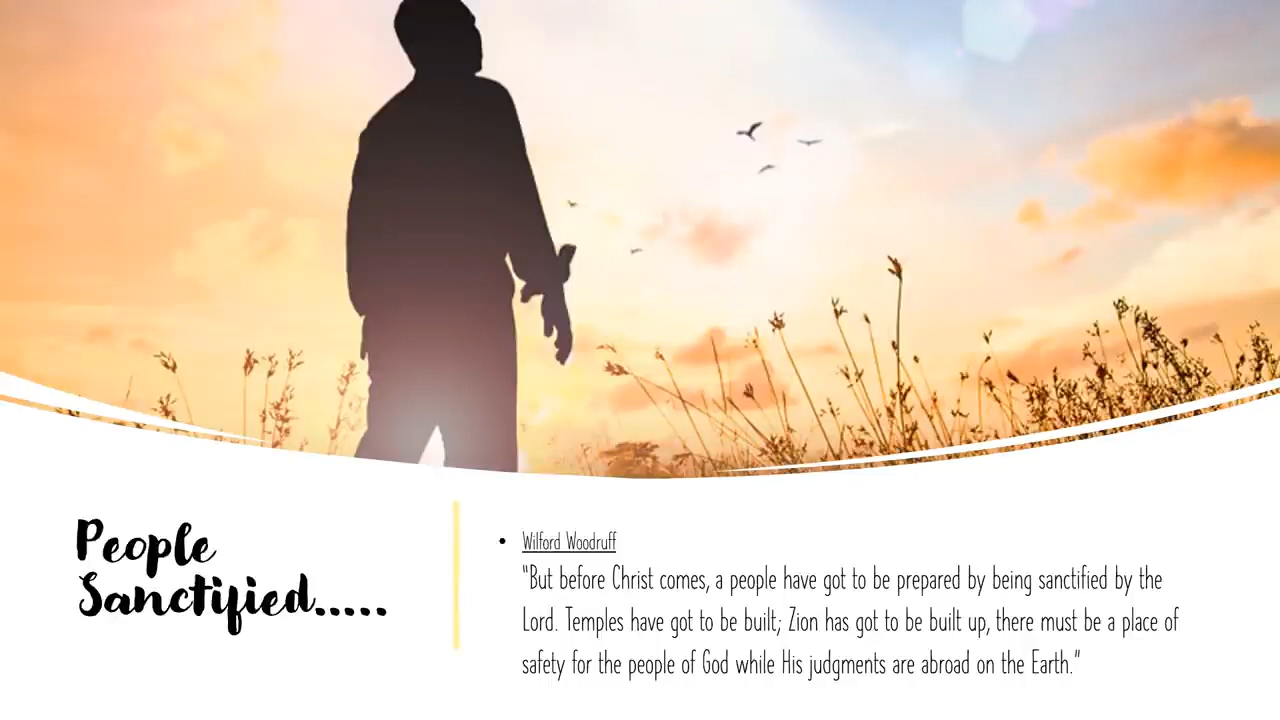 People
Sanctified.....
• Wilford Woodruff
"But before Christ comes, a people have got to be prepared by being sanctified by the
Lord. Temples have got to be built; Zion has got to be built up, there must be a place of
safety for the people of God while His judgments are abroad on the Earth."